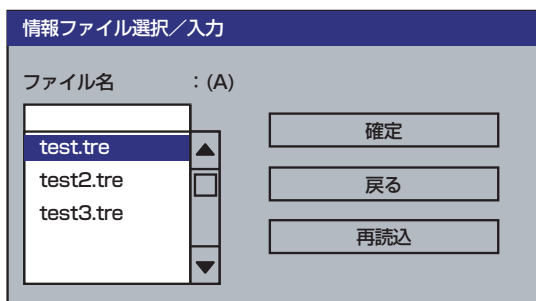 情報ファイル選択／入力
ファイル名　　：(A)
test.tre
test2.tre
test3.tre
確定
戻る
再読込